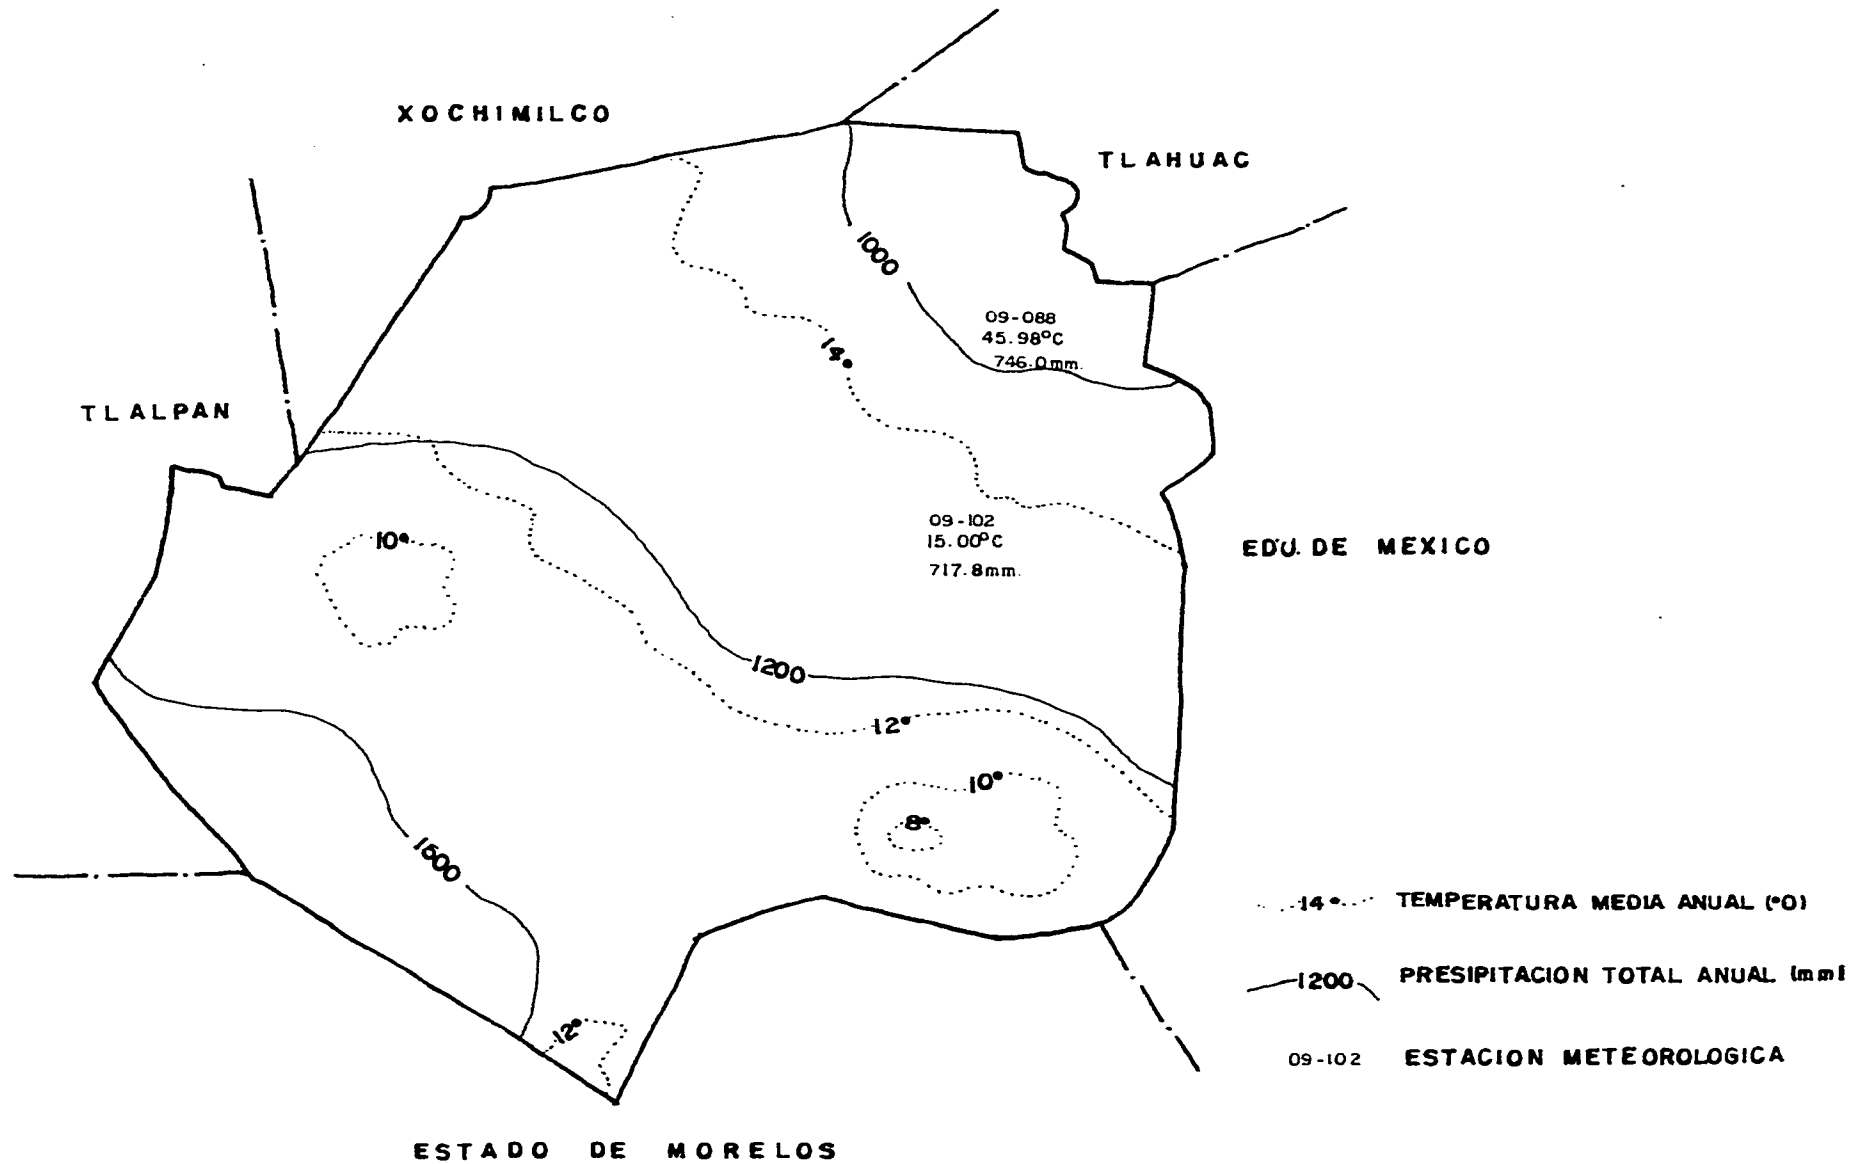 XOCHIMILCO
TLAHUAC
1000
09-088
45.98°C
746.0mm.
14°
TLALPAN
09-102
15.00°C
717.8mm.
EDU. DE MEXICO
10°
1200
12°
10°
8°
1500
14° TEMPERATURA MEDIA ANUAL (°C)
1200 PRESIPITACION TOTAL ANUAL (mm)
12°
09-102 ESTACION METEOROLOGICA
ESTADO DE MORELOS